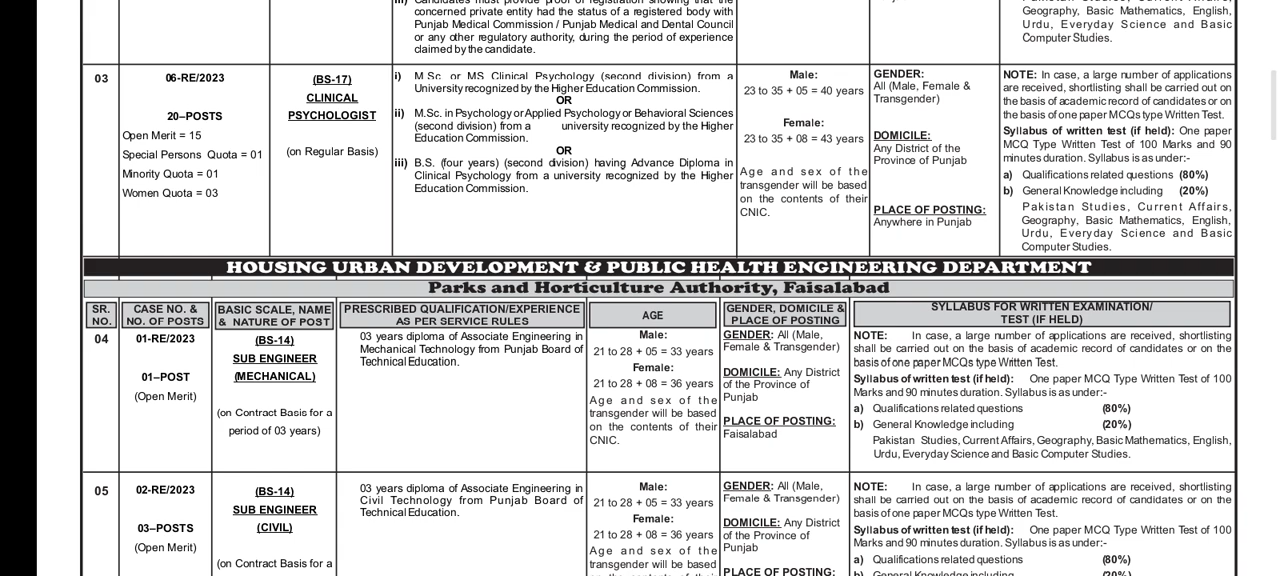 iii) Candidates must provide proof of registration showing that the
concerned private entity had the status of a registered body with
Punjab Medical Commission / Punjab Medical and Dental Council
or any other regulatory authority, during the period of experience
claimed by the candidate.
Pakistan Studies, Current Affairs,
Geography, Basic Mathematics, English,
Urdu, Everyday Science and Basic
Computer Studies.
03
06-RE/2023
20–POSTS
Open Merit = 15
Special Persons Quota = 01
Minority Quota = 01
Women Quota = 03
(BS-17)
CLINICAL
PSYCHOLOGIST
(on Regular Basis)
i) M.Sc. or MS Clinical Psychology (second division) from a
University recognized by the Higher Education Commission.
OR
ii) M.Sc. in Psychology or Applied Psychology or Behavioral Sciences
(second division) from a university recognized by the Higher
Education Commission.
OR
iii) B.S. (four years) (second division) having Advance Diploma in
Clinical Psychology from a university recognized by the Higher
Education Commission.
Male:
23 to 35 + 05 = 40 years
Female:
23 to 35 + 08 = 43 years
Age and sex of the
transgender will be based
on the contents of their
CNIC.
GENDER:
All (Male, Female &
Transgender)
DOMICILE:
Any District of the
Province of Punjab
PLACE OF POSTING:
Anywhere in Punjab
NOTE: In case, a large number of applications
are received, shortlisting shall be carried out on
the basis of academic record of candidates or on
the basis of one paper MCQs type Written Test.
Syllabus of written test (if held): One paper
MCQ Type Written Test of 100 Marks and 90
minutes duration. Syllabus is as under:-
a) Qualifications related questions (80%)
b) General Knowledge including (20%)
Pakistan Studies, Current Affairs,
Geography, Basic Mathematics, English,
Urdu, Everyday Science and Basic
Computer Studies.
HOUSING URBAN DEVELOPMENT & PUBLIC HEALTH ENGINEERING DEPARTMENT
Parks and Horticulture Authority, Faisalabad
SR.
NO.
CASE NO. &
NO. OF POSTS
BASIC SCALE, NAME
& NATURE OF POST
PRESCRIBED QUALIFICATION/EXPERIENCE
AS PER SERVICE RULES
AGE
GENDER, DOMICILE &
PLACE OF POSTING
SYLLABUS FOR WRITTEN EXAMINATION/
TEST (IF HELD)
04
01-RE/2023
01–POST
(Open Merit)
(BS-14)
SUB ENGINEER
(MECHANICAL)
(on Contract Basis for a
period of 03 years)
03 years diploma of Associate Engineering in
Mechanical Technology from Punjab Board of
Technical Education.
Male:
21 to 28 + 05 = 33 years
Female:
21 to 28 + 08 = 36 years
Age and sex of the
transgender will be based
on the contents of their
CNIC.
GENDER: All (Male,
Female & Transgender)
DOMICILE: Any District
of the Province of
Punjab
PLACE OF POSTING:
Faisalabad
NOTE: In case, a large number of applications are received, shortlisting
shall be carried out on the basis of academic record of candidates or on the
basis of one paper MCQs type Written Test.
Syllabus of written test (if held): One paper MCQ Type Written Test of 100
Marks and 90 minutes duration. Syllabus is as under:-
a) Qualifications related questions (80%)
b) General Knowledge including (20%)
Pakistan Studies, Current Affairs, Geography, Basic Mathematics, English,
Urdu, Everyday Science and Basic Computer Studies.
05
02-RE/2023
03–POSTS
(Open Merit)
(BS-14)
SUB ENGINEER
(CIVIL)
(on Contract Basis for a
03 years diploma of Associate Engineering in
Civil Technology from Punjab Board of
Technical Education.
Male:
21 to 28 + 05 = 33 years
Female:
21 to 28 + 08 = 36 years
Age and sex of the
transgender will be based
on the contents of their
GENDER: All (Male,
Female & Transgender)
DOMICILE: Any District
of the Province of
Punjab
PLACE OF POSTING:
NOTE: In case, a large number of applications are received, shortlisting
shall be carried out on the basis of academic record of candidates or on the
basis of one paper MCQs type Written Test.
Syllabus of written test (if held): One paper MCQ Type Written Test of 100
Marks and 90 minutes duration. Syllabus is as under:-
a) Qualifications related questions (80%)
b) General Knowledge including (20%)